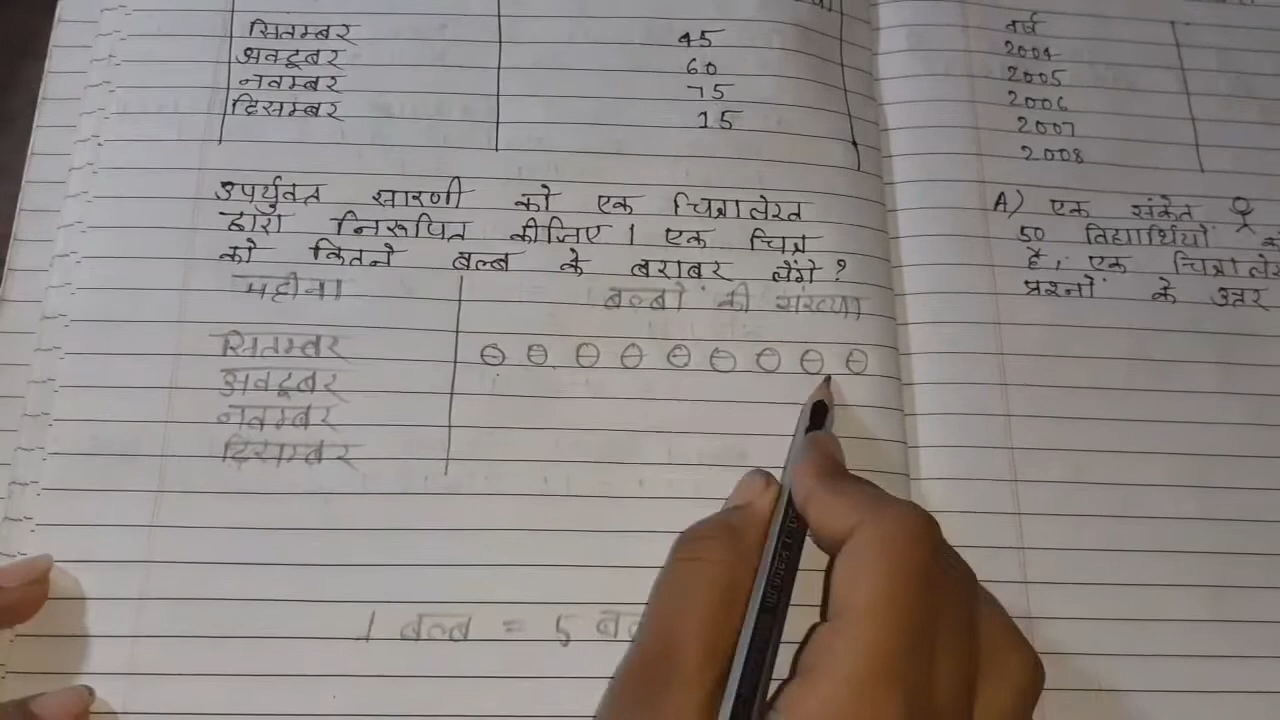 सितम्बर 45
अक्टूबर 60
नवम्बर 75
दिसम्बर 15
उपर्युक्त सारणी को एक चित्रालेख
द्वारा निरूपित कीजिए। एक चित्र
को कितने बल्ब के बराबर लेंगे?
महीना बल्बों की संख्या
सितम्बर
अक्टूबर
नवम्बर
दिसम्बर
1 बल्ब = 5
वर्ष
2004
2005
2006
2007
2008
A) एक संकेत
50 विद्यार्थियों
है, एक
प्रश्नों के उत्तर